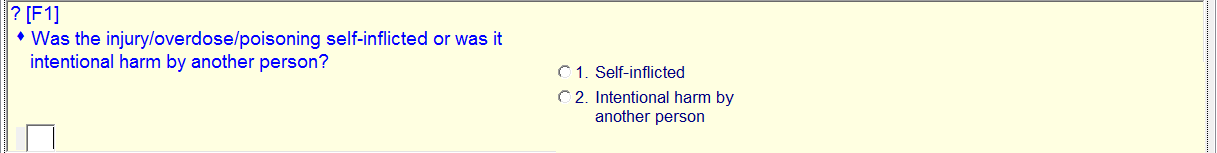 ? [F1]
♦ Was the injury/overdose/poisoning self-inflicted or was it
intentional harm by another person?
1. Self-inflicted
2. Intentional harm by
another person